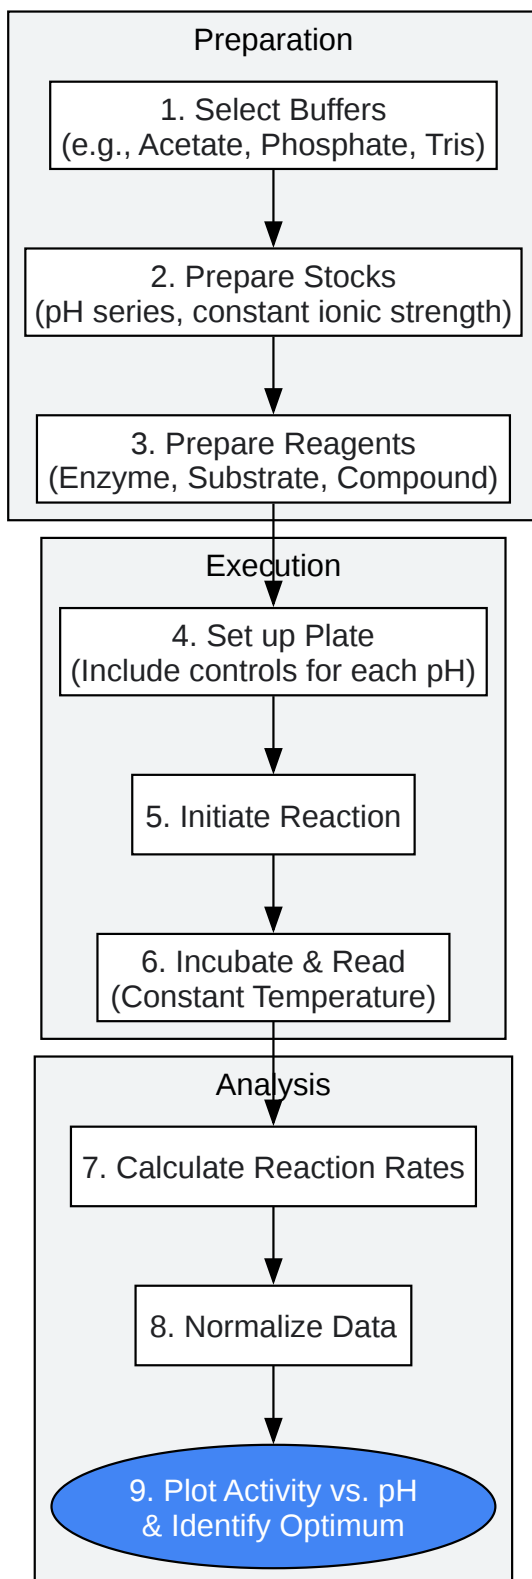 Preparation
1. Select Buffers
(e.g., Acetate, Phosphate, Tris)
2. Prepare Stocks
(pH series, constant ionic strength)
3. Prepare Reagents
(Enzyme, Substrate, Compound)
Execution
4. Set up Plate
(Include controls for each pH)
5. Initiate Reaction
6. Incubate & Read
(Constant Temperature)
Analysis
7. Calculate Reaction Rates
8. Normalize Data
9. Plot Activity vs. pH
& Identify Optimum